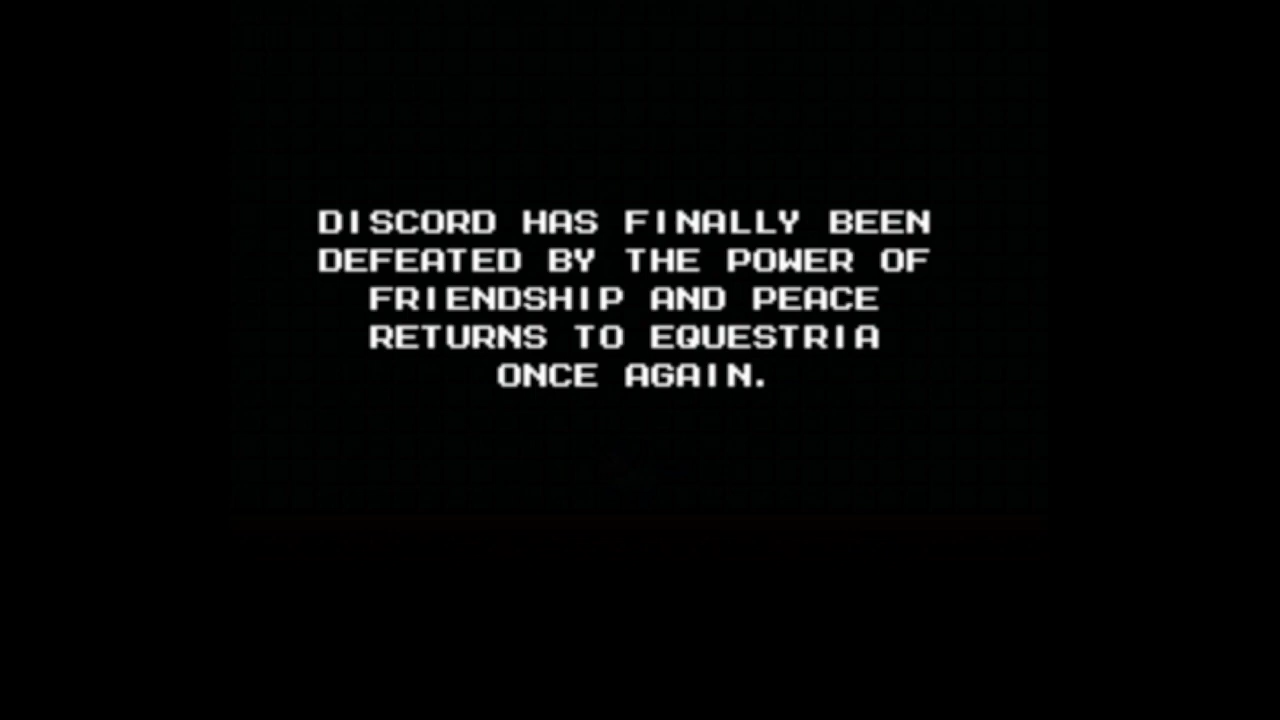 DISCORD HAS FINALLY BEEN
DEFEATED BY THE POWER OF
FRIENDSHIP AND PEACE
RETURNS TO EQUESTRIA
ONCE AGAIN.